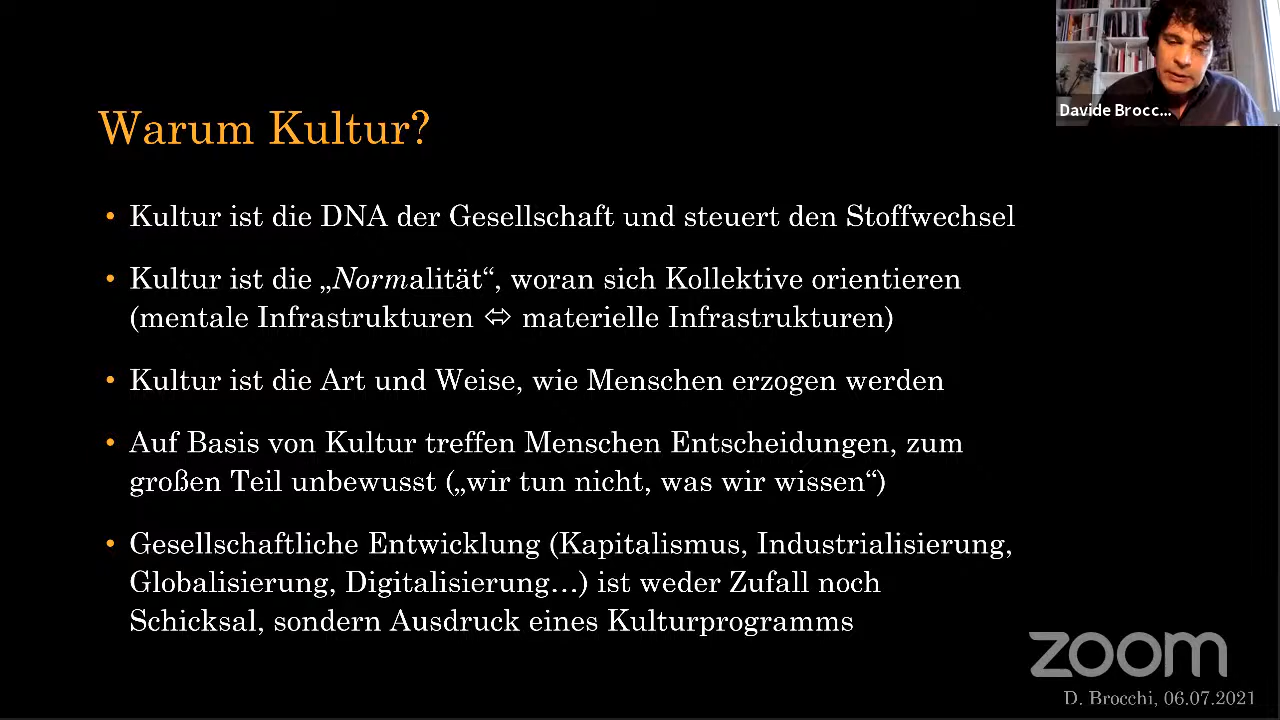 Davide Brocc...
Warum Kultur?
• Kultur ist die DNA der Gesellschaft und steuert den Stoffwechsel
• Kultur ist die „Normalität“, woran sich Kollektive orientieren
(mentale Infrastrukturen ⬄ materielle Infrastrukturen)
• Kultur ist die Art und Weise, wie Menschen erzogen werden
• Auf Basis von Kultur treffen Menschen Entscheidungen, zum
großen Teil unbewusst („wir tun nicht, was wir wissen“)
• Gesellschaftliche Entwicklung (Kapitalismus, Industrialisierung,
Globalisierung, Digitalisierung…) ist weder Zufall noch
Schicksal, sondern Ausdruck eines Kulturprogramms
zoom
D. Brocchi, 06.07.2021